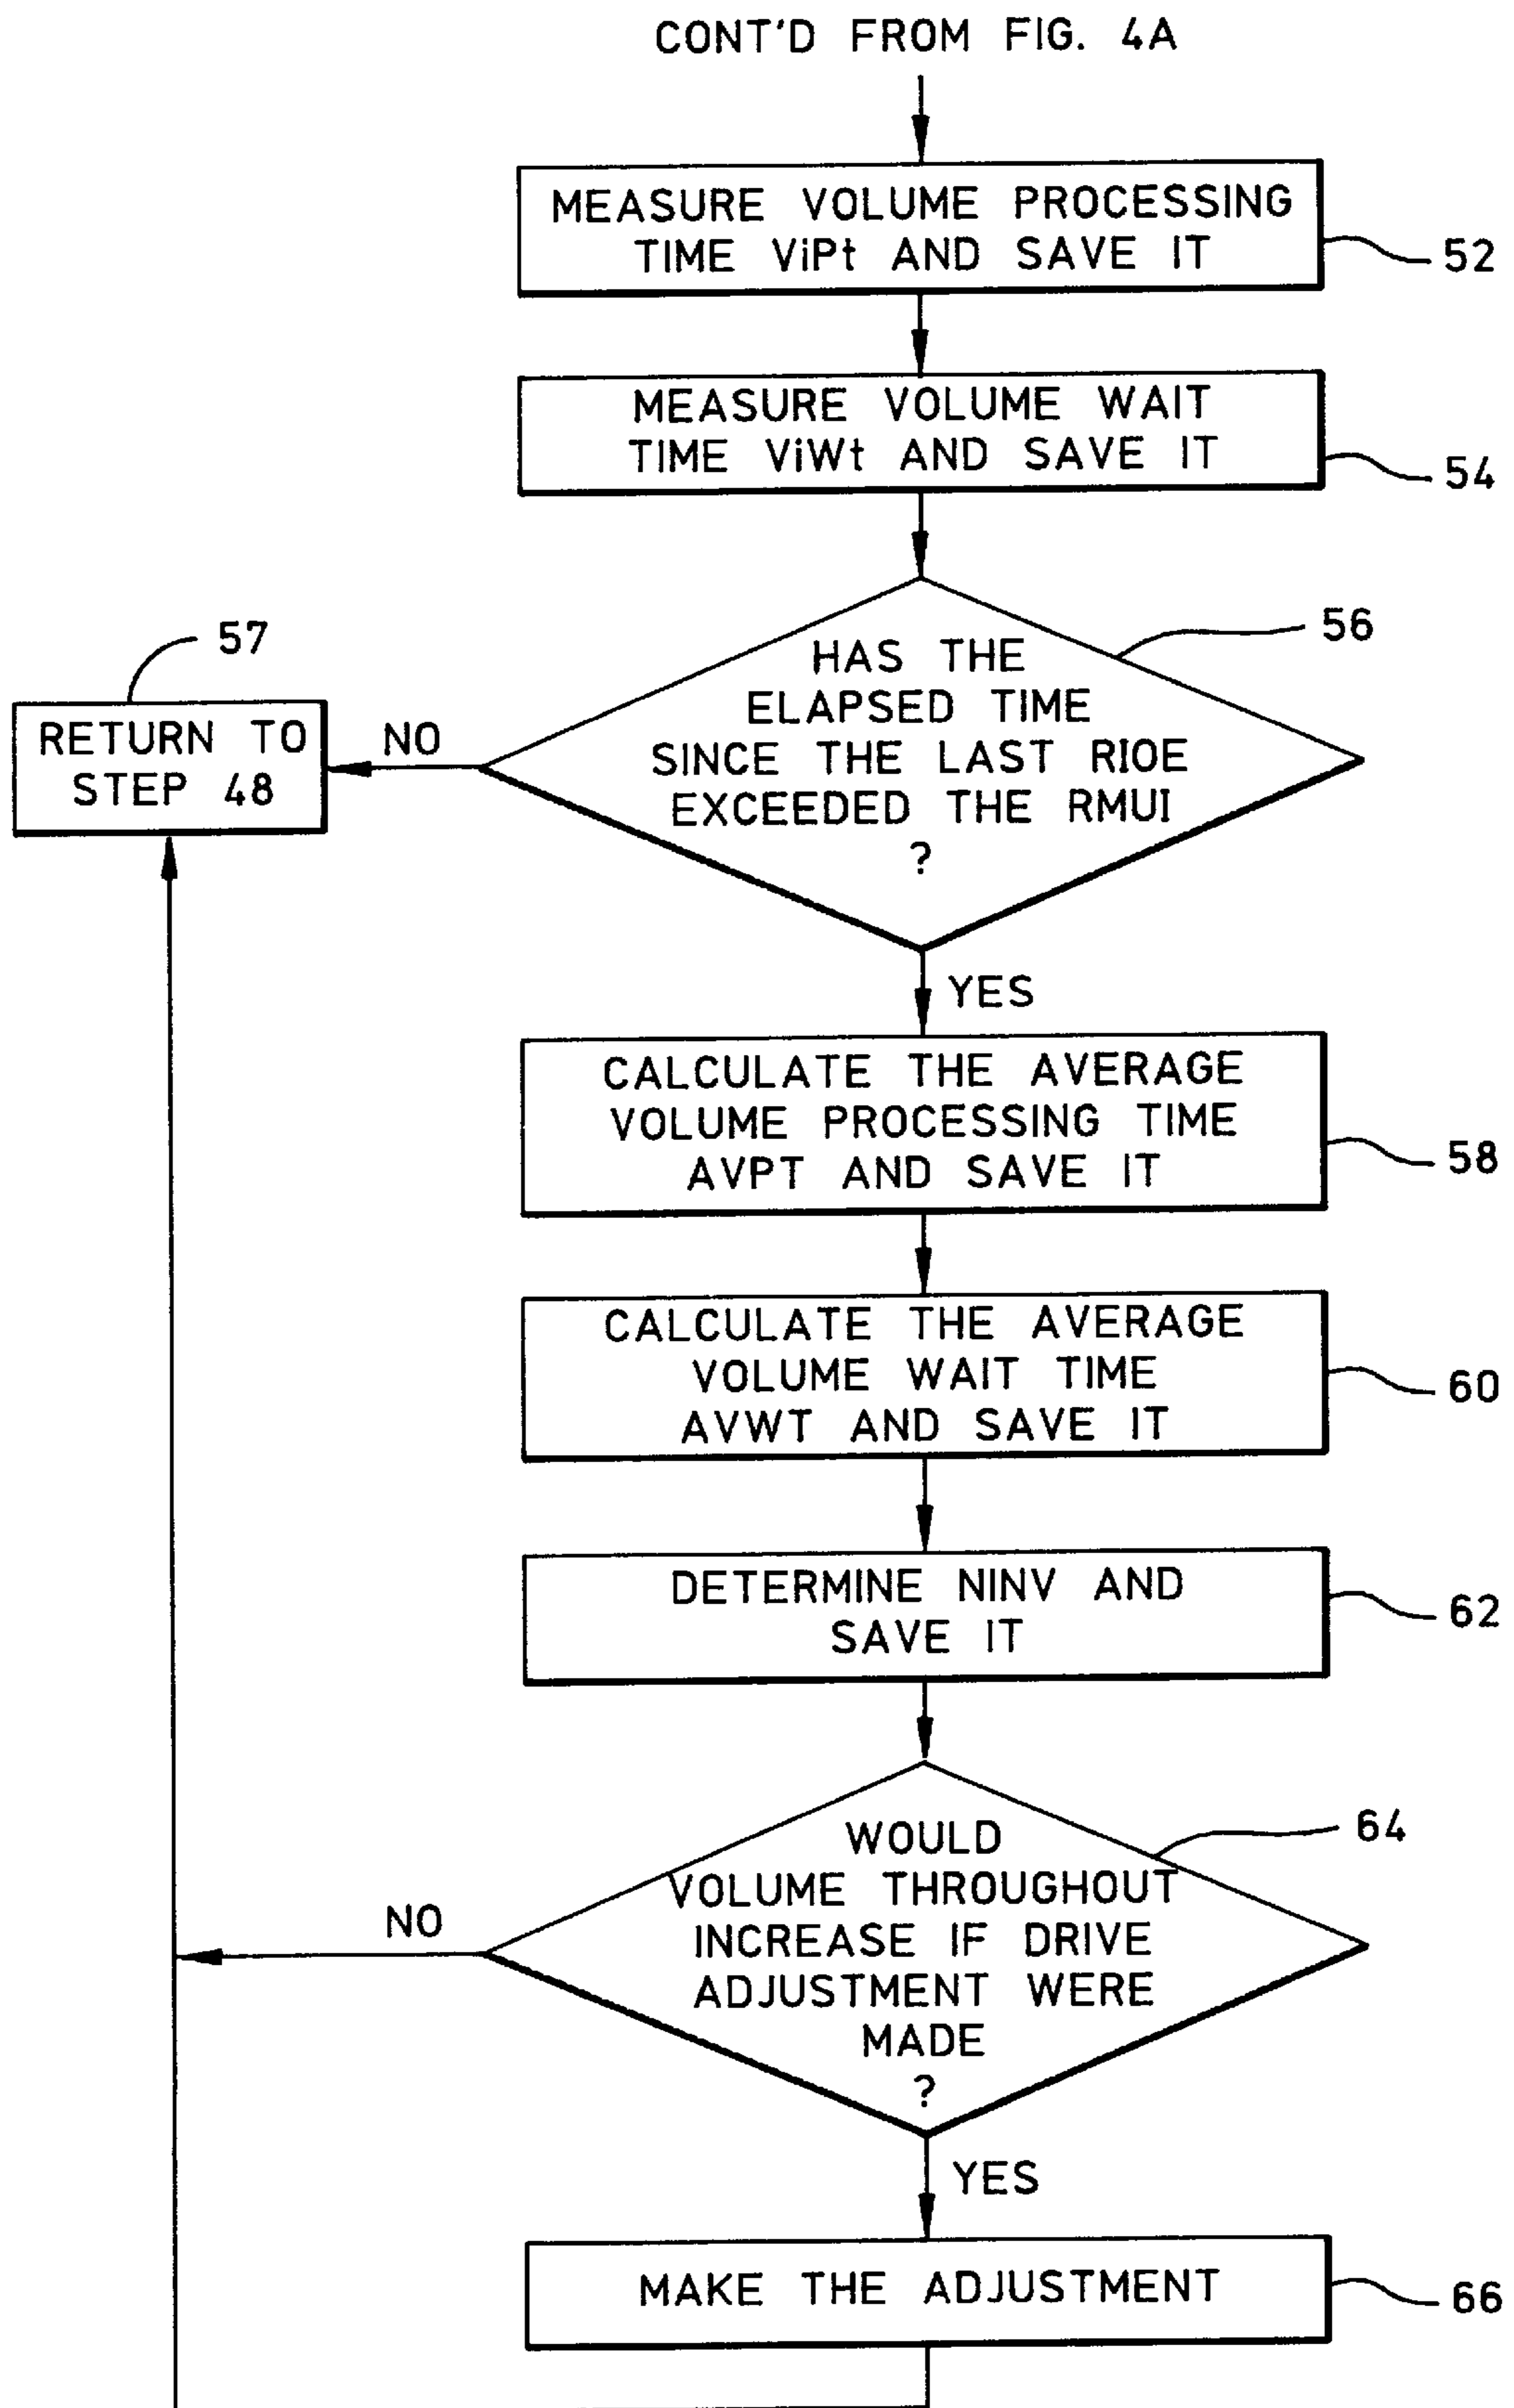 CONT'D FROM FIG. 4A
MEASURE VOLUME PROCESSING
TIME ViPt AND SAVE IT
52
MEASURE VOLUME WAIT
TIME ViWt AND SAVE IT
54
56
HAS THE
ELAPSED TIME
SINCE THE LAST RIOE
EXCEEDED THE RMUI
?
57
RETURN TO
STEP 48
NO
YES
CALCULATE THE AVERAGE
VOLUME PROCESSING TIME
AVPT AND SAVE IT
58
CALCULATE THE AVERAGE
VOLUME WAIT TIME
AVWT AND SAVE IT
60
DETERMINE NINV AND
SAVE IT
62
64
WOULD
VOLUME THROUGHOUT
INCREASE IF DRIVE
ADJUSTMENT WERE
MADE
?
NO
YES
MAKE THE ADJUSTMENT
66